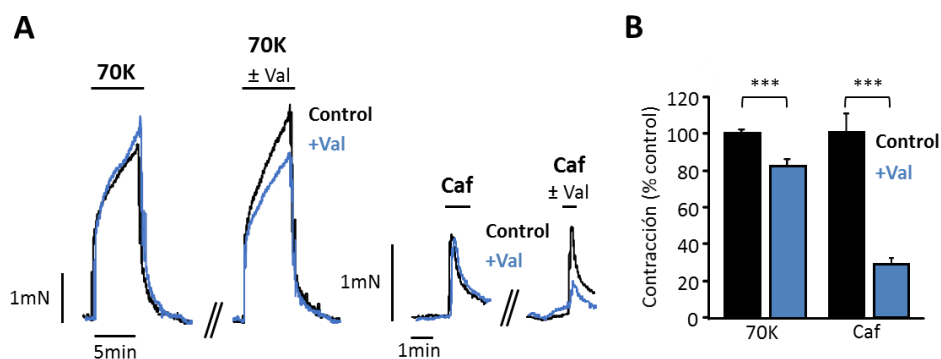 A
70K
70K
± Val
Control
+Val
1mN
5min
Caf
Caf
± Val
Control
+Val
1mN
1min
B
***
***
Control
+Val
Contracción (% control)
120
100
80
60
40
20
0
70K
Caf